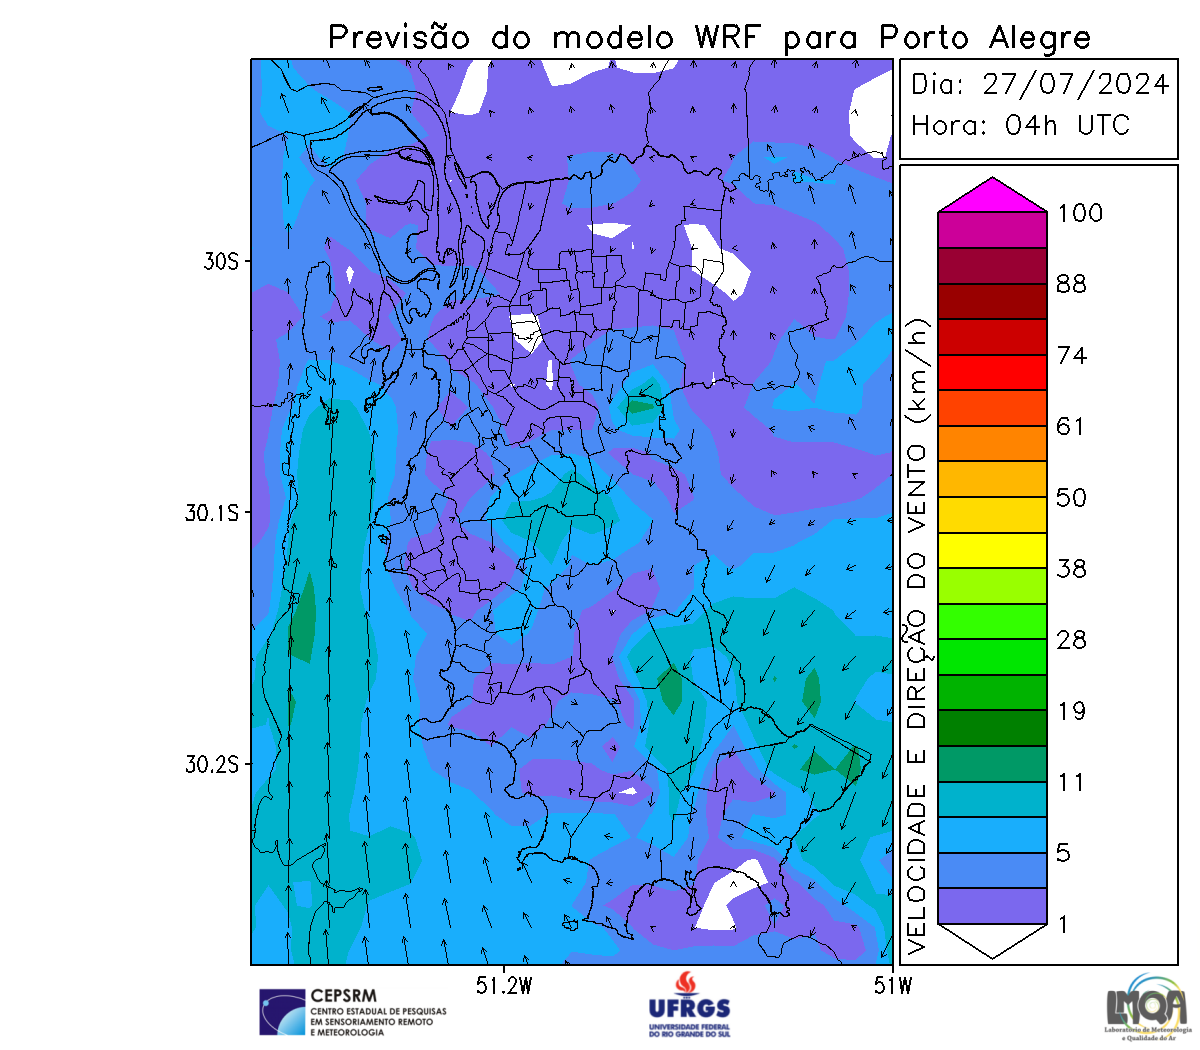 Previsão do modelo WRF para Porto Alegre
Dia: 27/07/2024
Hora: 04h UTC
30S
30.1S
30.2S
51.2W
51W
VELOCIDADE E DIREÇÃO DO VENTO (km/h)
100
88
74
61
50
38
28
19
11
5
1
CEPSRM
CENTRO ESTADUAL DE PESQUISAS
EM SENSORIAMENTO REMOTO
E METEOROLOGIA
UFRGS
UNIVERSIDADE FEDERAL
DO RIO GRANDE DO SUL
LMQA
Laboratório de Meteorologia
e Qualidade do Ar